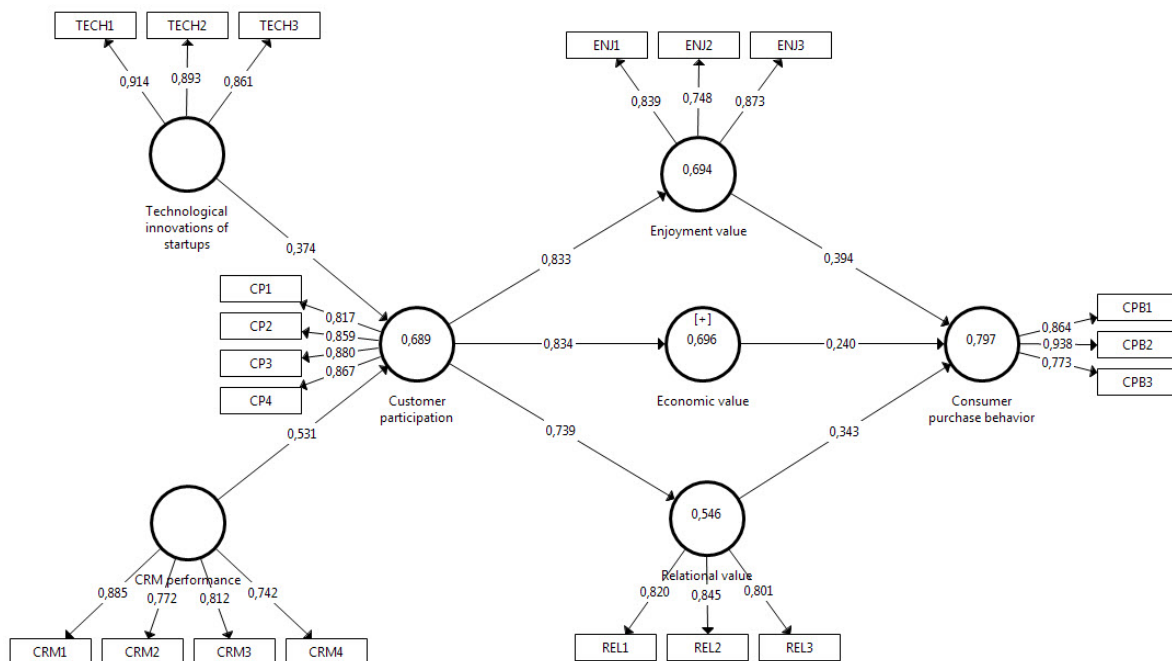 TECH1 TECH2 TECH3
0,914 0,893 0,861
Technological
innovations of
startups
0,374
ENJ1 ENJ2 ENJ3
0,839 0,748 0,873
0,694
Enjoyment value
0,833
0,394
CP1
CP2
CP3
CP4
0,817
0,859
0,880
0,867
0,689
Customer
participation
0,834
[+]
0,696
Economic value
0,240
0,797
Consumer
purchase behavior
0,864
0,938
0,773
CPB1
CPB2
CPB3
0,531
0,739
0,343
CRM performance
0,885 0,772 0,812 0,742
CRM1 CRM2 CRM3 CRM4
0,546
Relational value
0,820 0,845 0,801
REL1 REL2 REL3